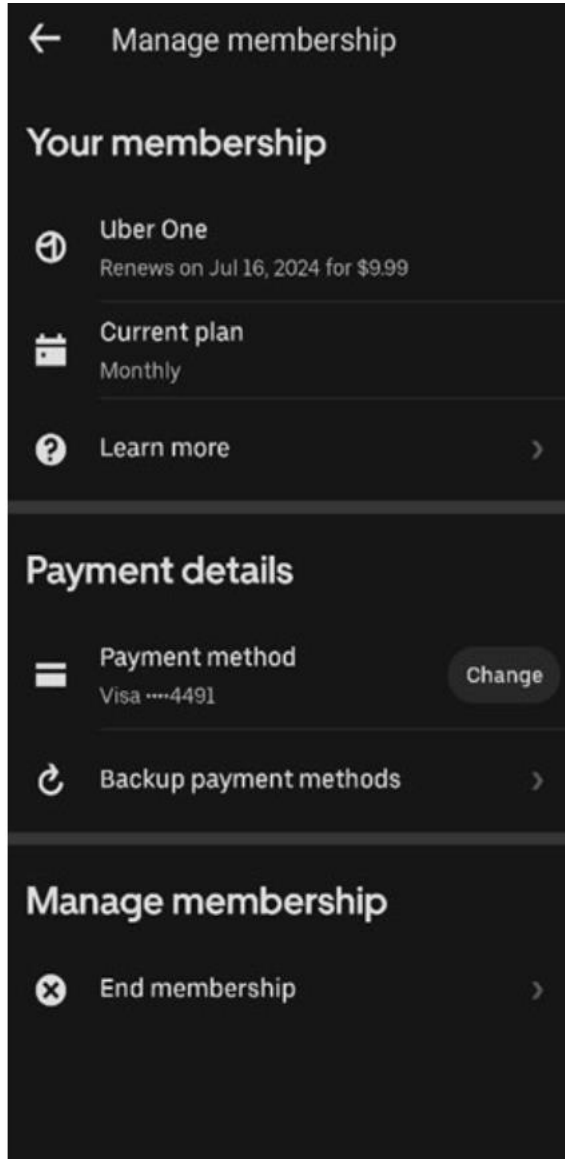 Manage membership
Your membership
Uber One
Renews on Jul 16, 2024 for $9.99
Current plan
Monthly
Learn more
Payment details
Payment method
Visa ····4491
Change
Backup payment methods
Manage membership
End membership